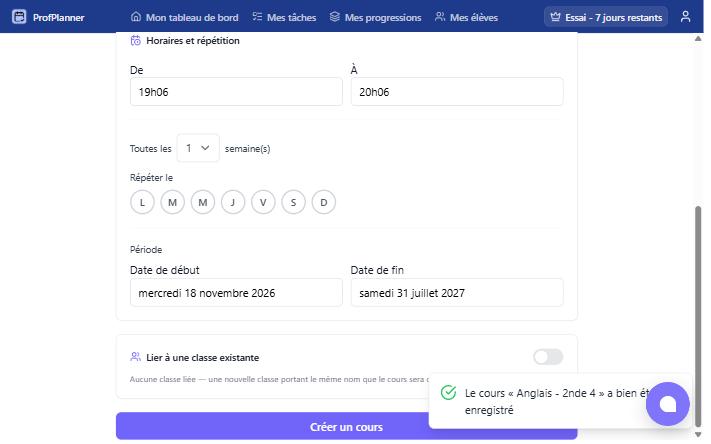 ProfPlanner
Mon tableau de bord
Mes tâches
Mes progressions
Mes élèves
Essai - 7 jours restants
Horaires et répétition
De
À
19h06
20h06
Toutes les 1 semaine(s)
Répéter le
L M M J V S D
Période
Date de début
Date de fin
mercredi 18 novembre 2026
samedi 31 juillet 2027
Lier à une classe existante
Aucune classe liée — une nouvelle classe portant le même nom que le cours sera
Le cours « Anglais - 2nde 4 » a bien
enregistré
Créer un cours